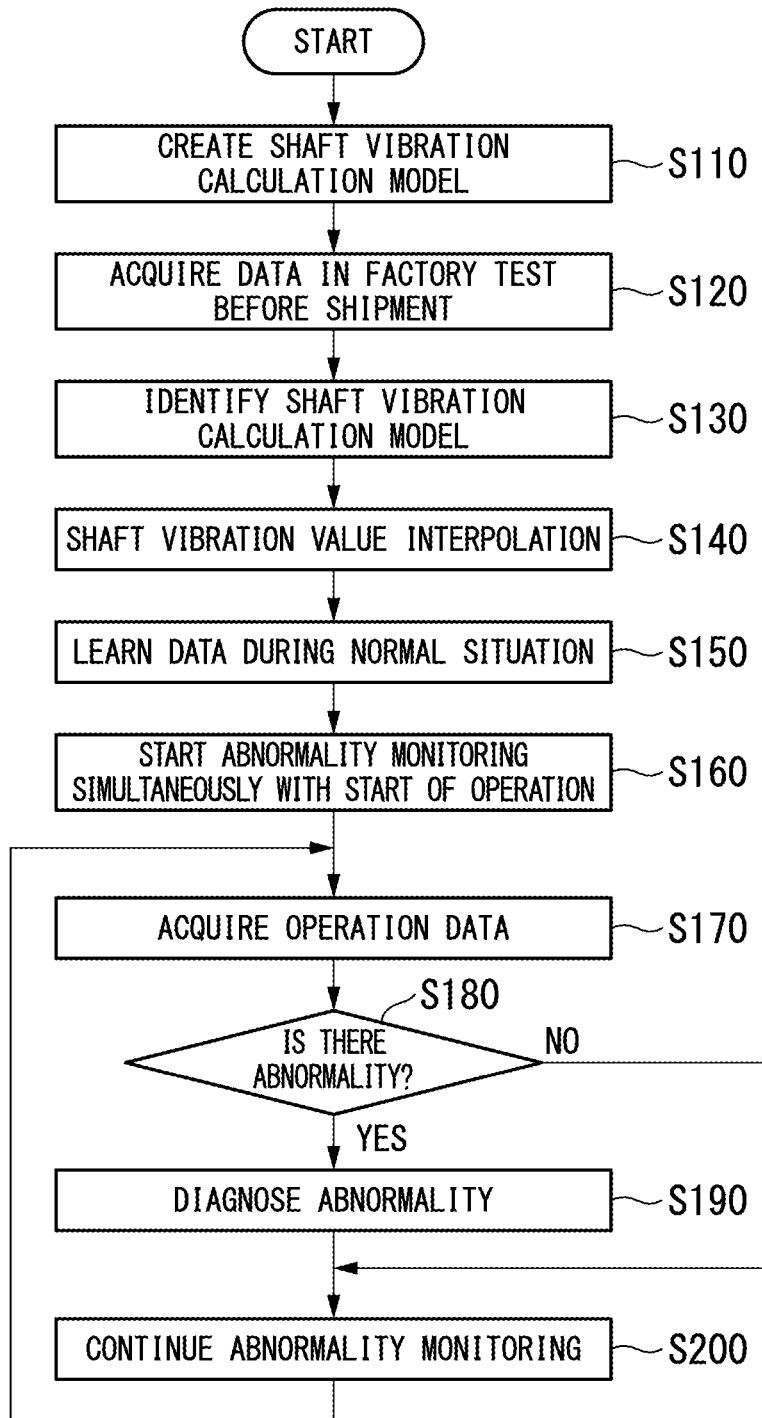 START
CREATE SHAFT VIBRATION
CALCULATION MODEL
S110
ACQUIRE DATA IN FACTORY TEST
BEFORE SHIPMENT
S120
IDENTIFY SHAFT VIBRATION
CALCULATION MODEL
S130
SHAFT VIBRATION VALUE INTERPOLATION
S140
LEARN DATA DURING NORMAL SITUATION
S150
START ABNORMALITY MONITORING
SIMULTANEOUSLY WITH START OF OPERATION
S160
ACQUIRE OPERATION DATA
S170
S180
IS THERE
ABNORMALITY?
NO
YES
DIAGNOSE ABNORMALITY
S190
CONTINUE ABNORMALITY MONITORING
S200